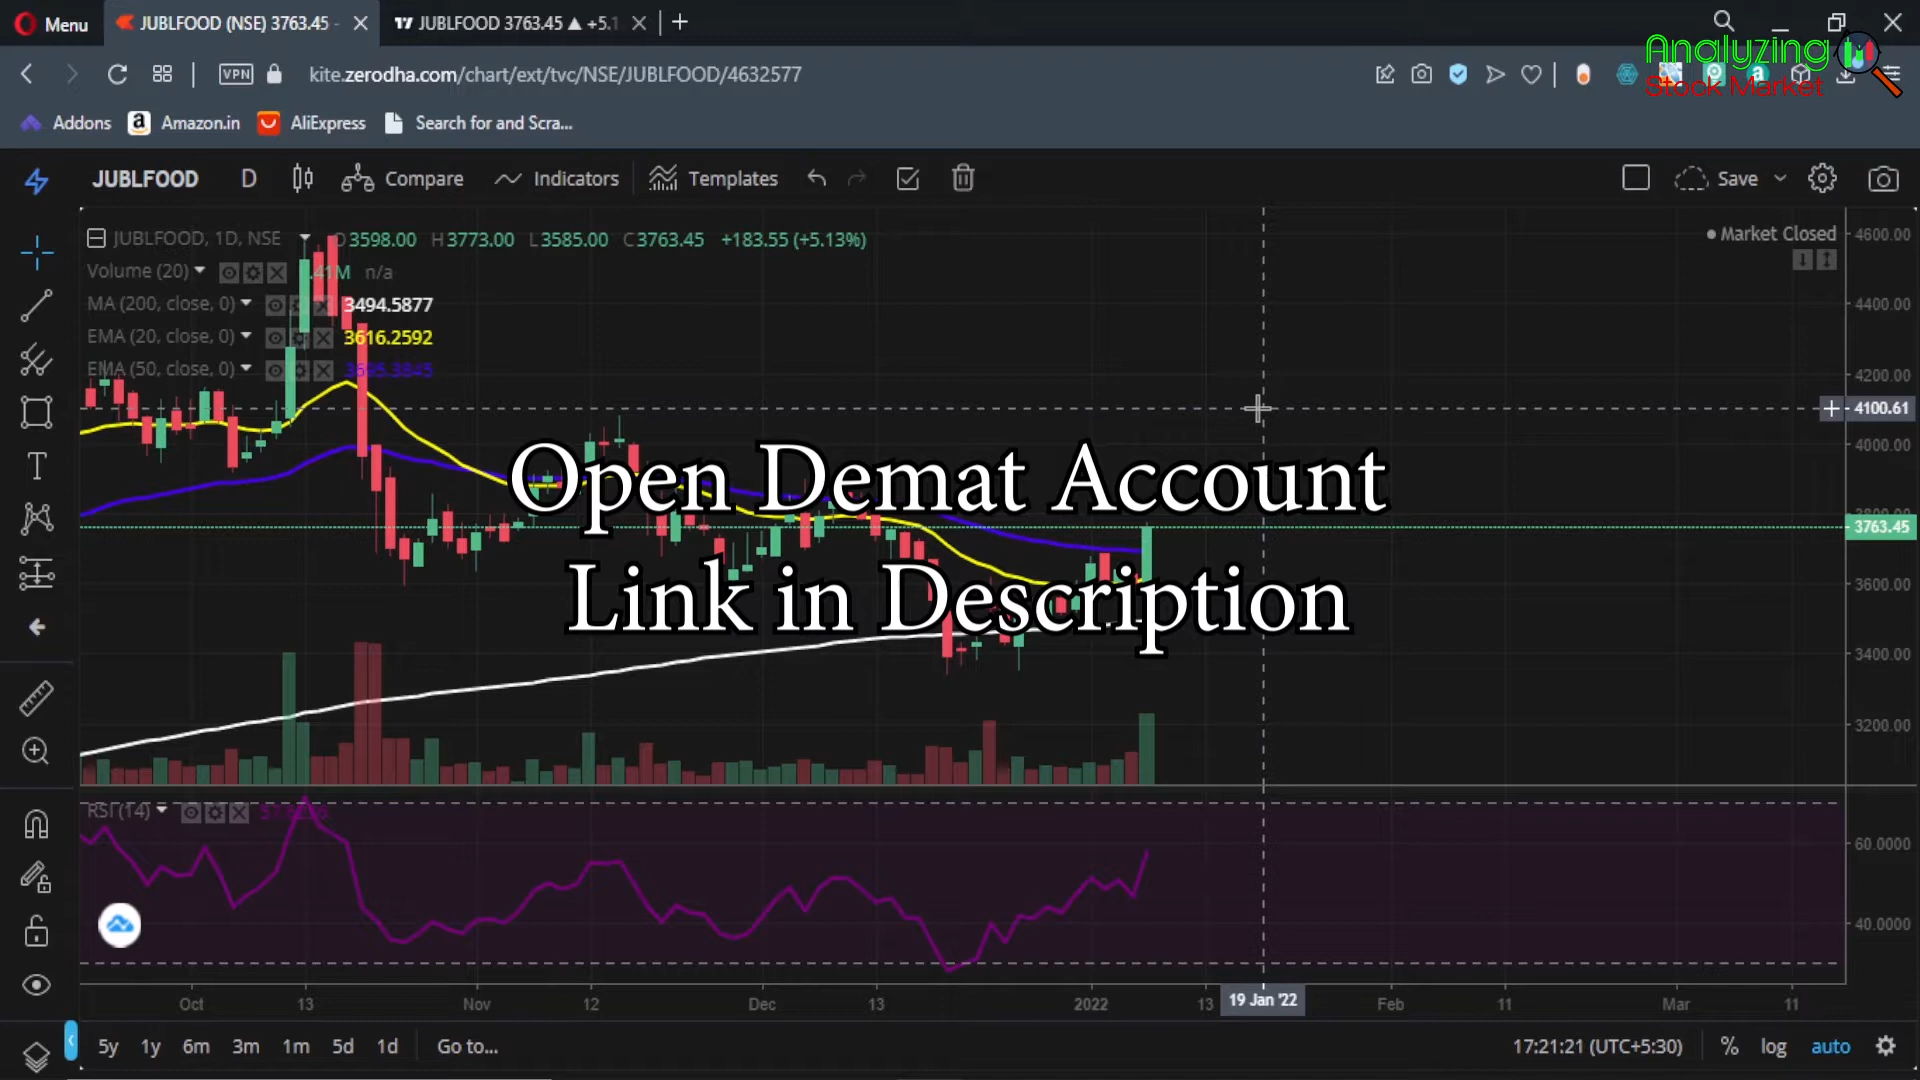 Menu
JUBLFOOD (NSE) 3763.45 -
JUBLFOOD 3763.45 ▲ +5.1
Analyzing
Stock Market
VPN
kite.zerodha.com/chart/ext/tvc/NSE/JUBLFOOD/4632577
Addons
Amazon.in
AliExpress
Search for and Scra...
JUBLFOOD
D
Compare
Indicators
Templates
Save
JUBLFOOD, 1D, NSE
O3598.00 H3773.00 L3585.00 C3763.45 +183.55 (+5.13%)
Market Closed
Volume (20)
.41M n/a
MA (200, close, 0)
3494.5877
EMA (20, close, 0)
3616.2592
EMA (50, close, 0)
3695.3845
4600.00
4400.00
4200.00
4100.61
4000.00
3800.00
3763.45
3600.00
3400.00
3200.00
Open Demat Account
Link in Description
RSI (14)
60.0000
40.0000
Oct
13
Nov
12
Dec
13
2022
13
19 Jan '22
Feb
11
Mar
11
5y
1y
6m
3m
1m
5d
1d
Go to...
17:21:21 (UTC+5:30)
%
log
auto